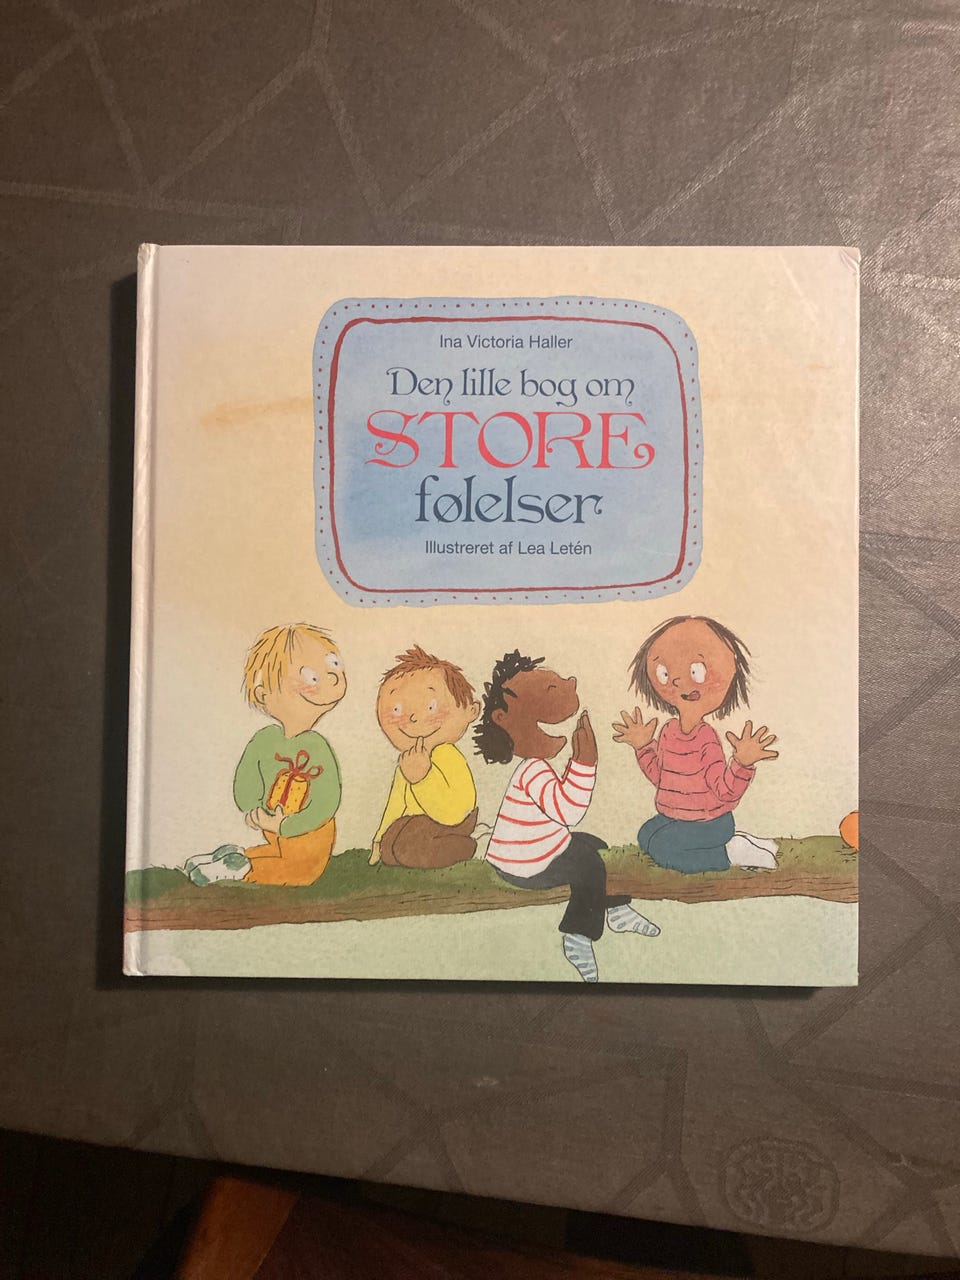 Ina Victoria Haller
Den lille bog om
STORE
følelser
Illustreret af Lea Letén